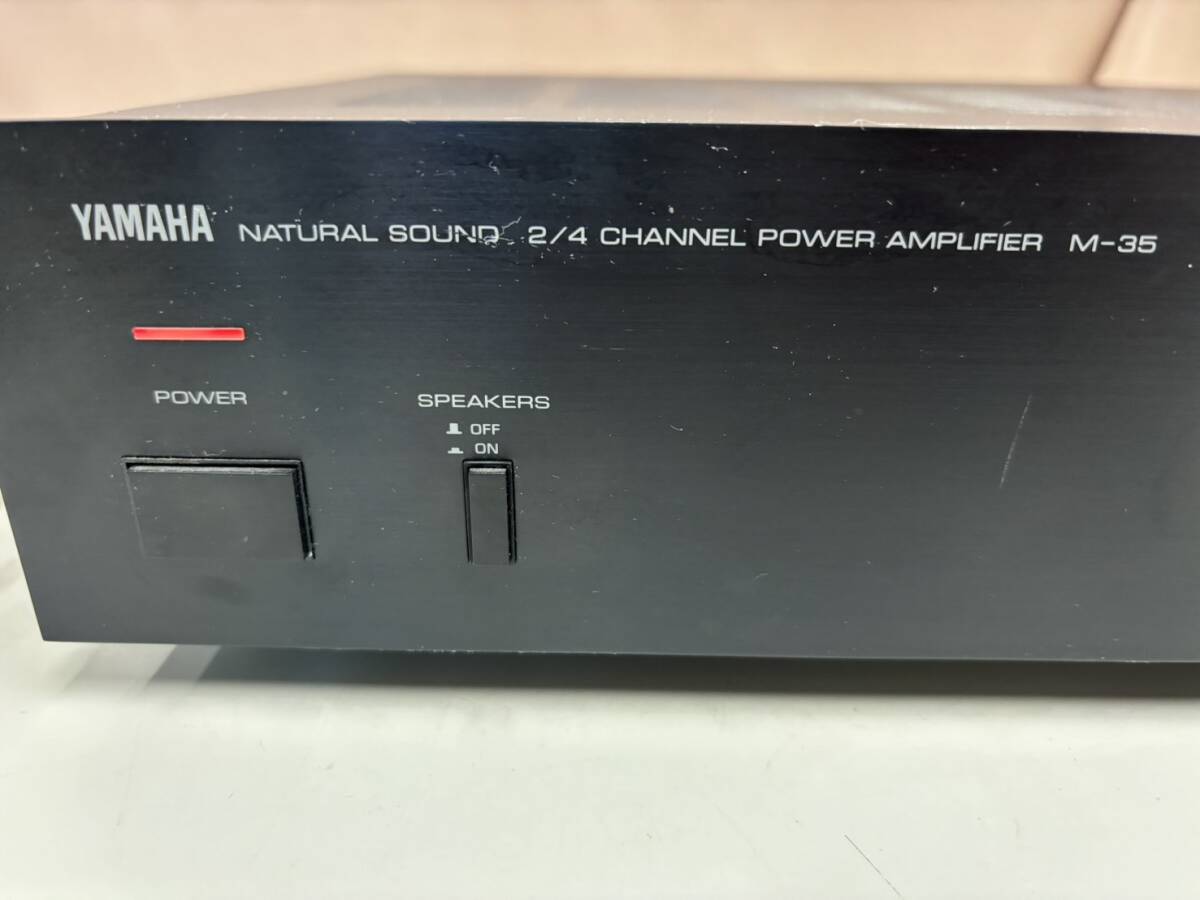 YAMAHA NATURAL SOUND 2/4 CHANNEL POWER AMPLIFIER M-35
POWER
SPEAKERS
OFF
ON